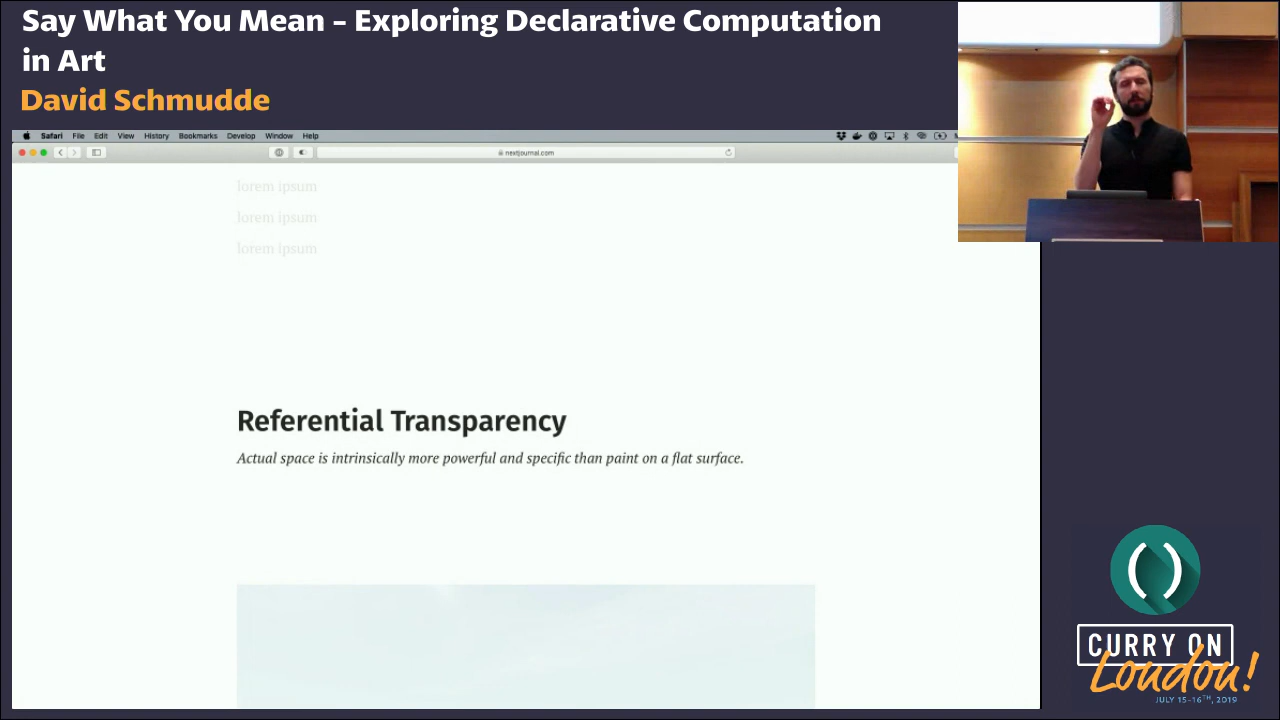 Say What You Mean – Exploring Declarative Computation
in Art
David Schmudde
Safari File Edit View History Bookmarks Develop Window Help
nextjournal.com
lorem ipsum
lorem ipsum
lorem ipsum
Referential Transparency
Actual space is intrinsically more powerful and specific than paint on a flat surface.
CURRY ON
London!
JULY 15-16TH, 2019